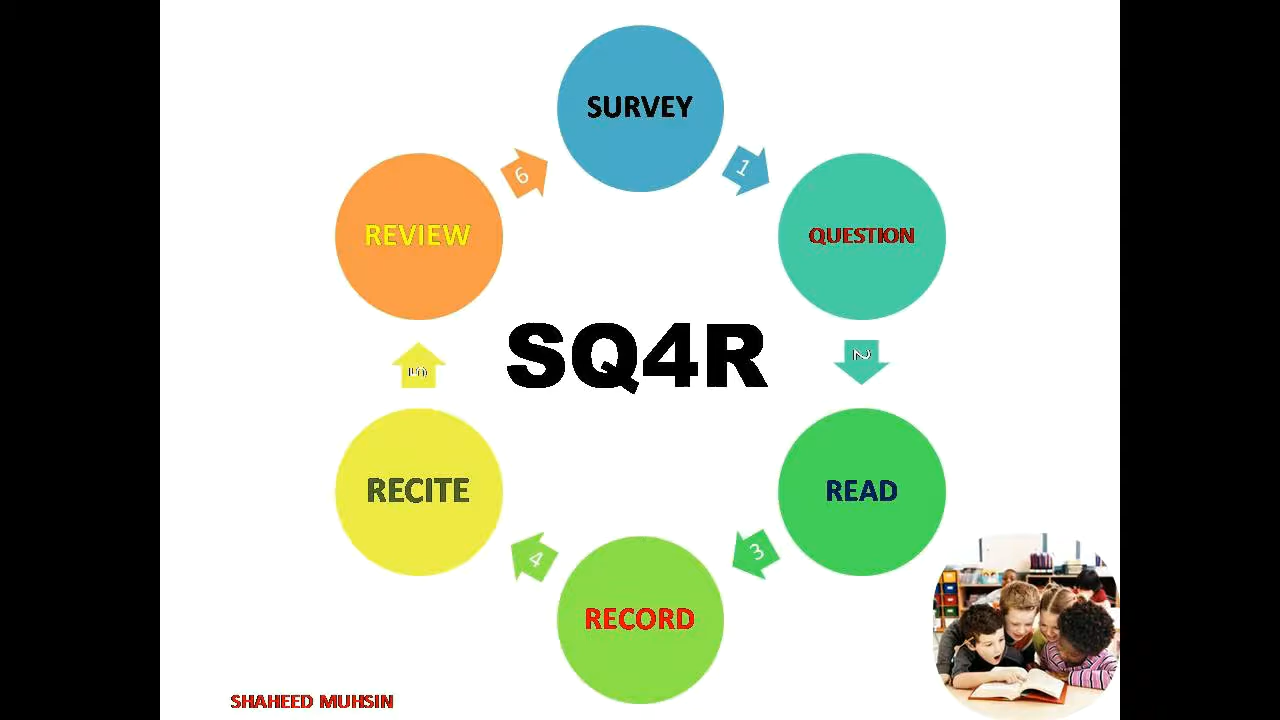 SURVEY
1
QUESTION
2
READ
3
RECORD
4
RECITE
5
REVIEW
6
SQ4R
SHAHEED MUHSIN